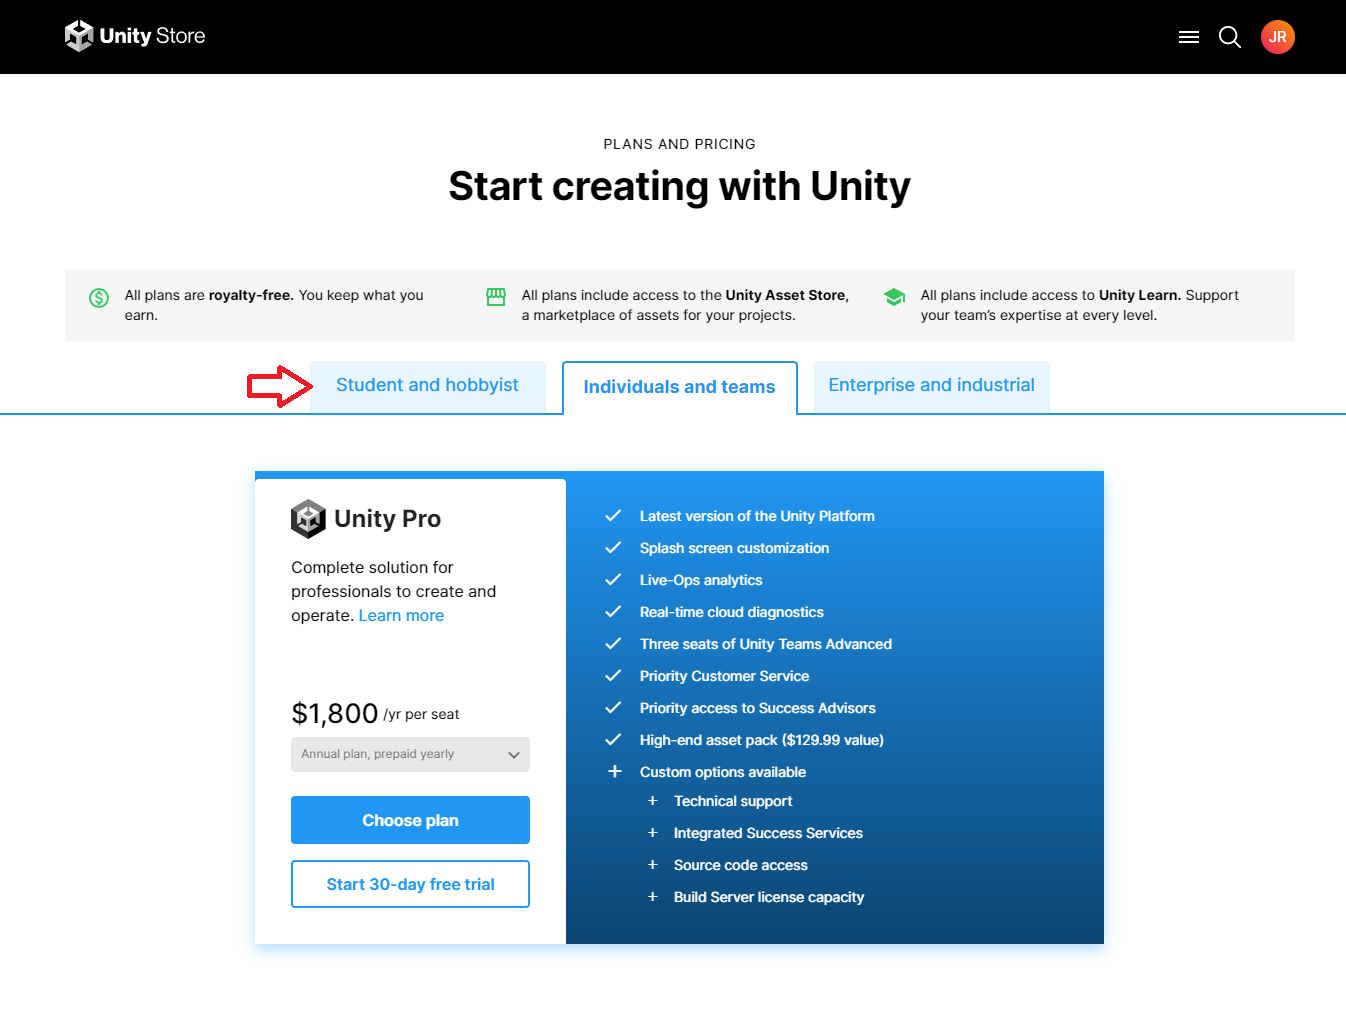 Unity Store
JR
PLANS AND PRICING
Start creating with Unity
All plans are royalty-free. You keep what you
earn.
All plans include access to the Unity Asset Store,
a marketplace of assets for your projects.
All plans include access to Unity Learn. Support
your team’s expertise at every level.
Student and hobbyist
Individuals and teams
Enterprise and industrial
Unity Pro
Complete solution for
professionals to create and
operate. Learn more
$1,800 /yr per seat
Annual plan, prepaid yearly
Choose plan
Start 30-day free trial
Latest version of the Unity Platform
Splash screen customization
Live-Ops analytics
Real-time cloud diagnostics
Three seats of Unity Teams Advanced
Priority Customer Service
Priority access to Success Advisors
High-end asset pack ($129.99 value)
Custom options available
Technical support
Integrated Success Services
Source code access
Build Server license capacity